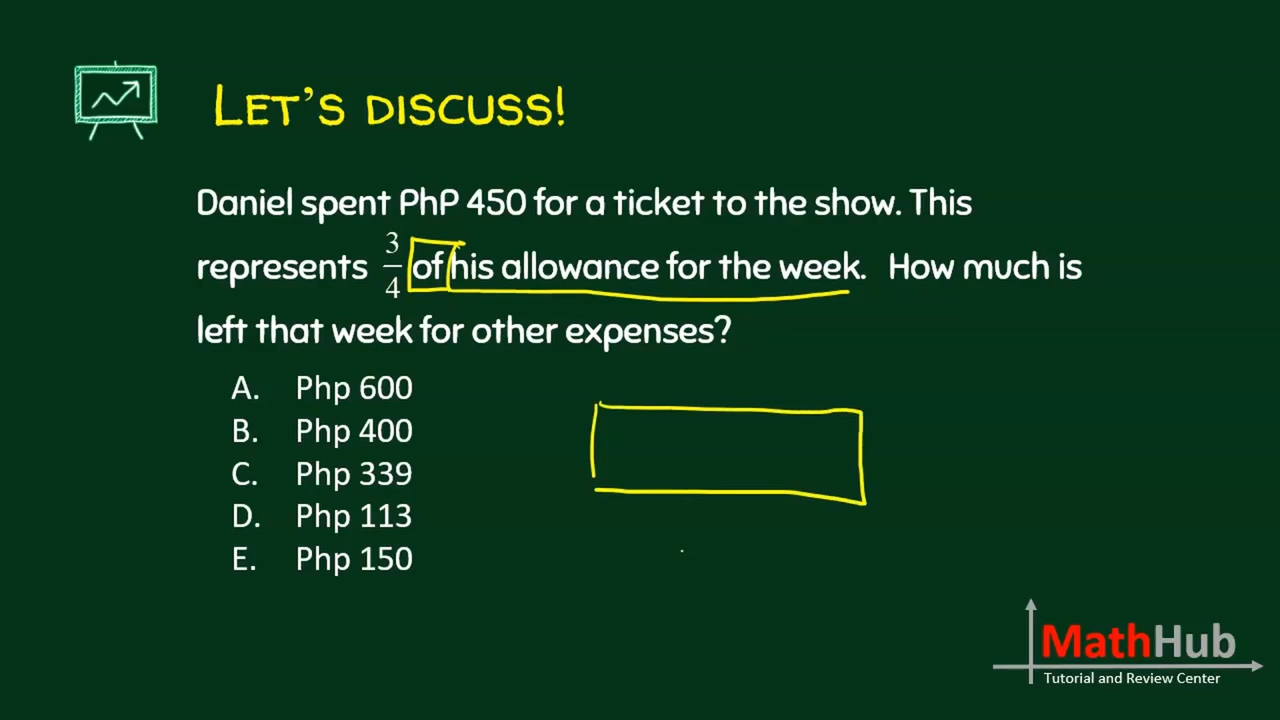 LET'S DISCUSS!
Daniel spent PhP 450 for a ticket to the show. This
represents 3/4 of his allowance for the week. How much is
left that week for other expenses?
A. Php 600
B. Php 400
C. Php 339
D. Php 113
E. Php 150
MathHub
Tutorial and Review Center